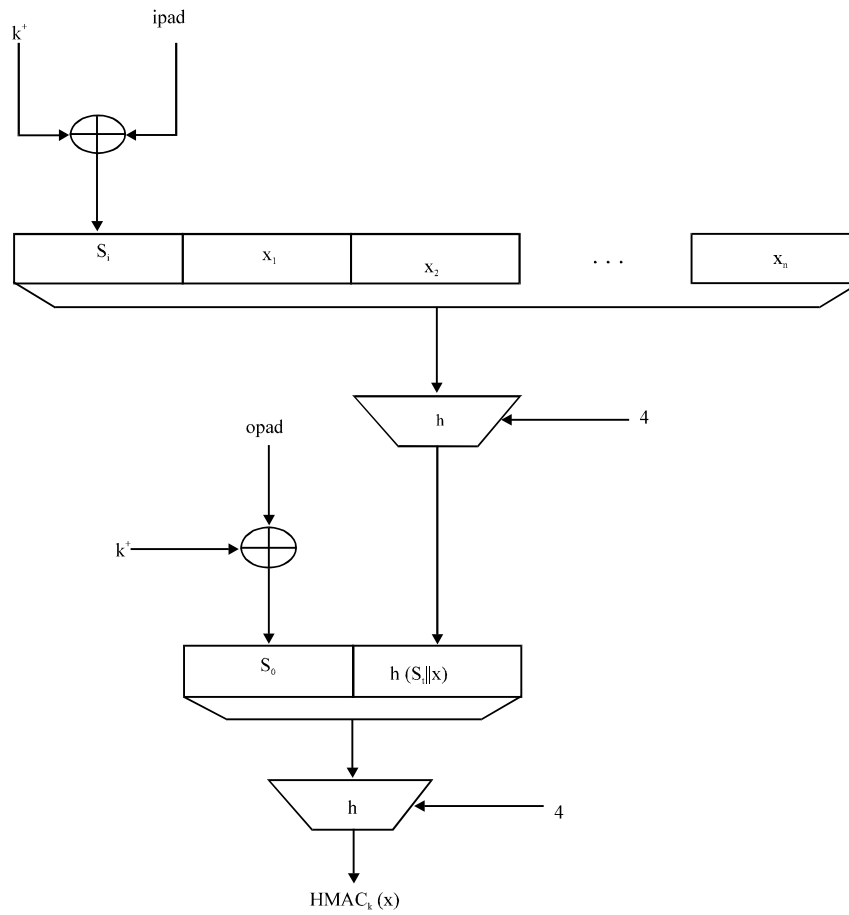 k⁺ ipad
Sᵢ x₁ x₂ . . . xₙ
h 4
opad
k⁺
S₀ h (Sᵢ||x)
h 4
HMACₖ (x)